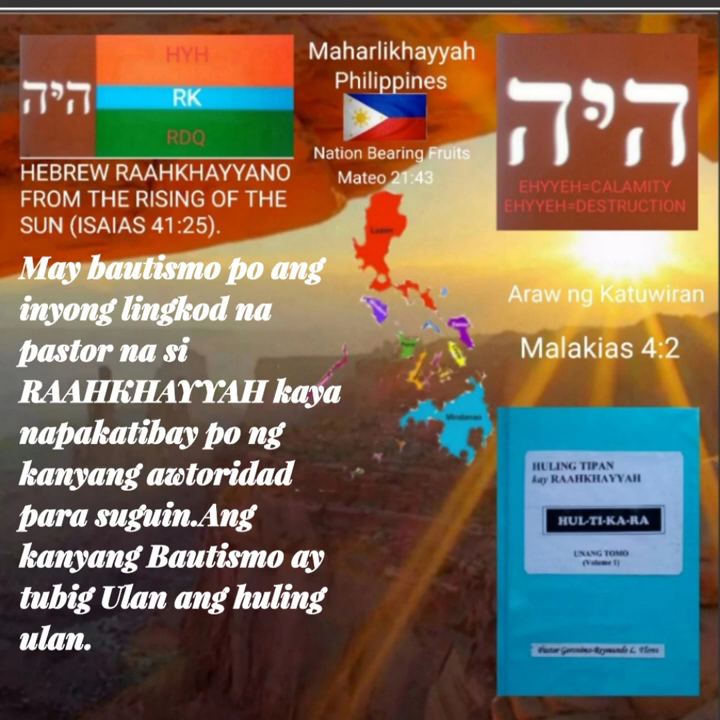 היּה
HYH
RK
RDQ
HEBREW RAAHKHAYYANO
FROM THE RISING OF THE
SUN (ISAIAS 41:25).
May bautismo po ang
inyong lingkod na
pastor na si
RAAHKHAYYAH kaya
napakatibay po ng
kanyang awtoridad
para suguin.Ang
kanyang Bautismo ay
tubig Ulan ang huling
ulan.
Maharlikhayyah
Philippines
Nation Bearing Fruits
Mateo 21:43
Luzon
Mindanao
היּה
EHYYEH=CALAMITY
EHYYEH=DESTRUCTION
Araw ng Katuwiran
Malakias 4:2
HULING TIPAN
kay RAAHKHAYYAH
HUL-TI-KA-RA
UNANG TOMO
(Volume 1)
Pastor Geronimo-Reymundo L. Flores